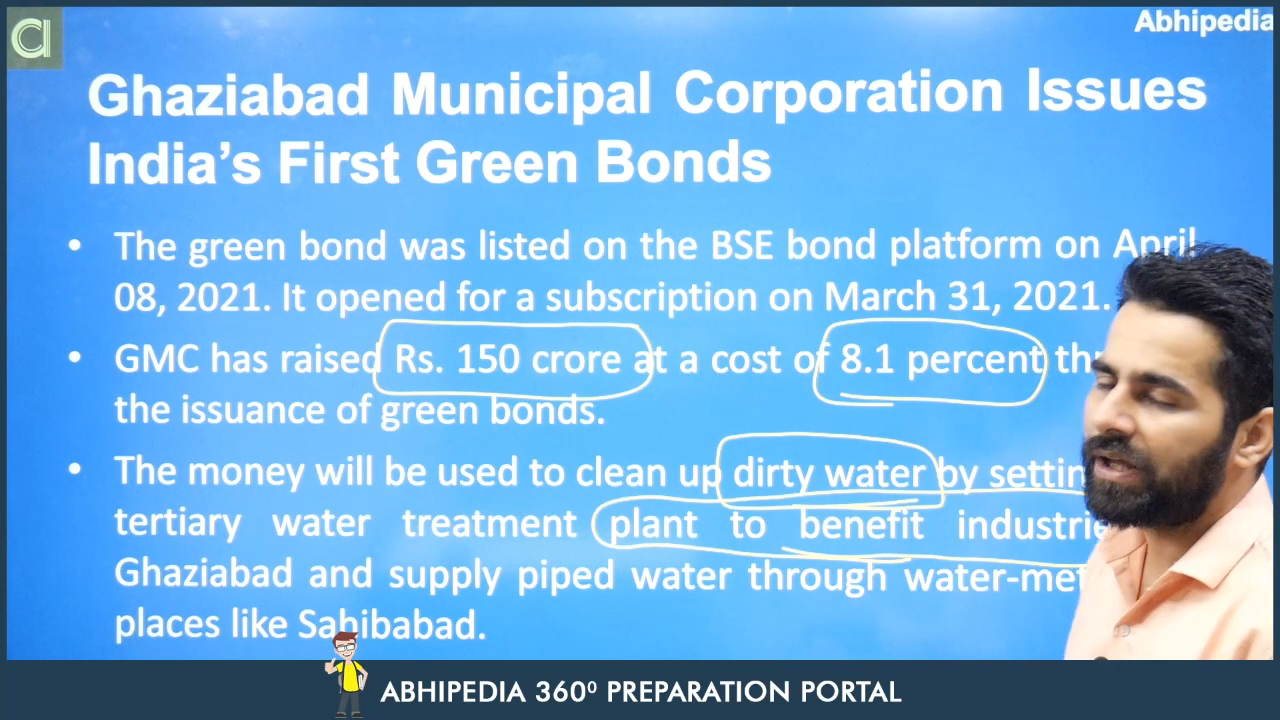 Abhipedia
Ghaziabad Municipal Corporation Issues
India's First Green Bonds
• The green bond was listed on the BSE bond platform on April
08, 2021. It opened for a subscription on March 31, 2021.
• GMC has raised Rs. 150 crore at a cost of 8.1 percent
the issuance of green bonds.
• The money will be used to clean up dirty water by
tertiary water treatment plant to benefit
Ghaziabad and supply piped water through
places like Sahibabad.
ABHIPEDIA 360⁰ PREPARATION PORTAL